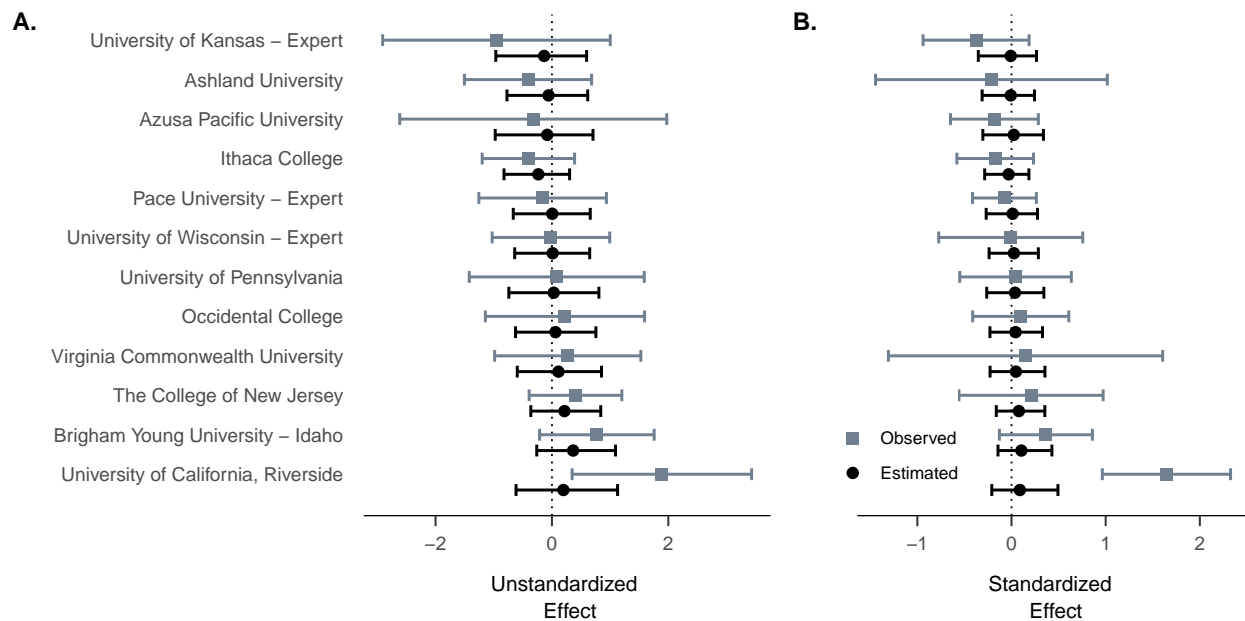 A.
B.
University of Kansas − Expert
Ashland University
Azusa Pacific University
Ithaca College
Pace University − Expert
University of Wisconsin − Expert
University of Pennsylvania
Occidental College
Virginia Commonwealth University
The College of New Jersey
Brigham Young University − Idaho
University of California, Riverside
Observed
Estimated
−2
0
2
−1
0
1
2
Unstandardized
Effect
Standardized
Effect